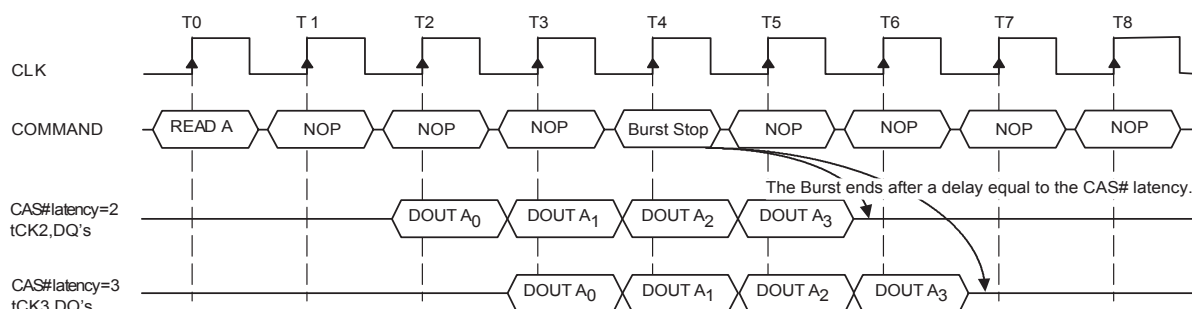 T0 T 1 T2 T3 T4 T5 T6 T7 T8
CLK
COMMAND READ A NOP NOP NOP Burst Stop NOP NOP NOP NOP
The Burst ends after a delay equal to the CAS# latency.
CAS# latency=2
tCK2,DQ's DOUT A0 DOUT A1 DOUT A2 DOUT A3
CAS# latency=3
tCK3,DQ's DOUT A0 DOUT A1 DOUT A2 DOUT A3